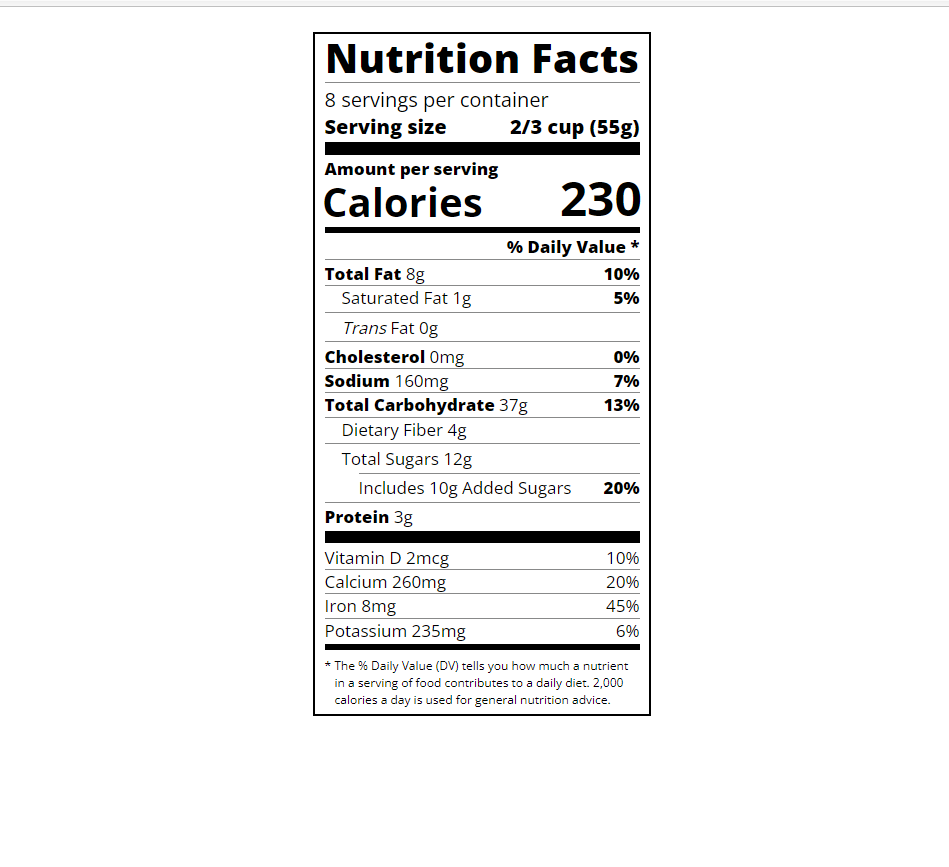 Nutrition Facts
8 servings per container
Serving size 2/3 cup (55g)
Amount per serving
Calories 230
% Daily Value *
Total Fat 8g 10%
Saturated Fat 1g 5%
Trans Fat 0g
Cholesterol 0mg 0%
Sodium 160mg 7%
Total Carbohydrate 37g 13%
Dietary Fiber 4g
Total Sugars 12g
Includes 10g Added Sugars 20%
Protein 3g
Vitamin D 2mcg 10%
Calcium 260mg 20%
Iron 8mg 45%
Potassium 235mg 6%
* The % Daily Value (DV) tells you how much a nutrient
in a serving of food contributes to a daily diet. 2,000
calories a day is used for general nutrition advice.